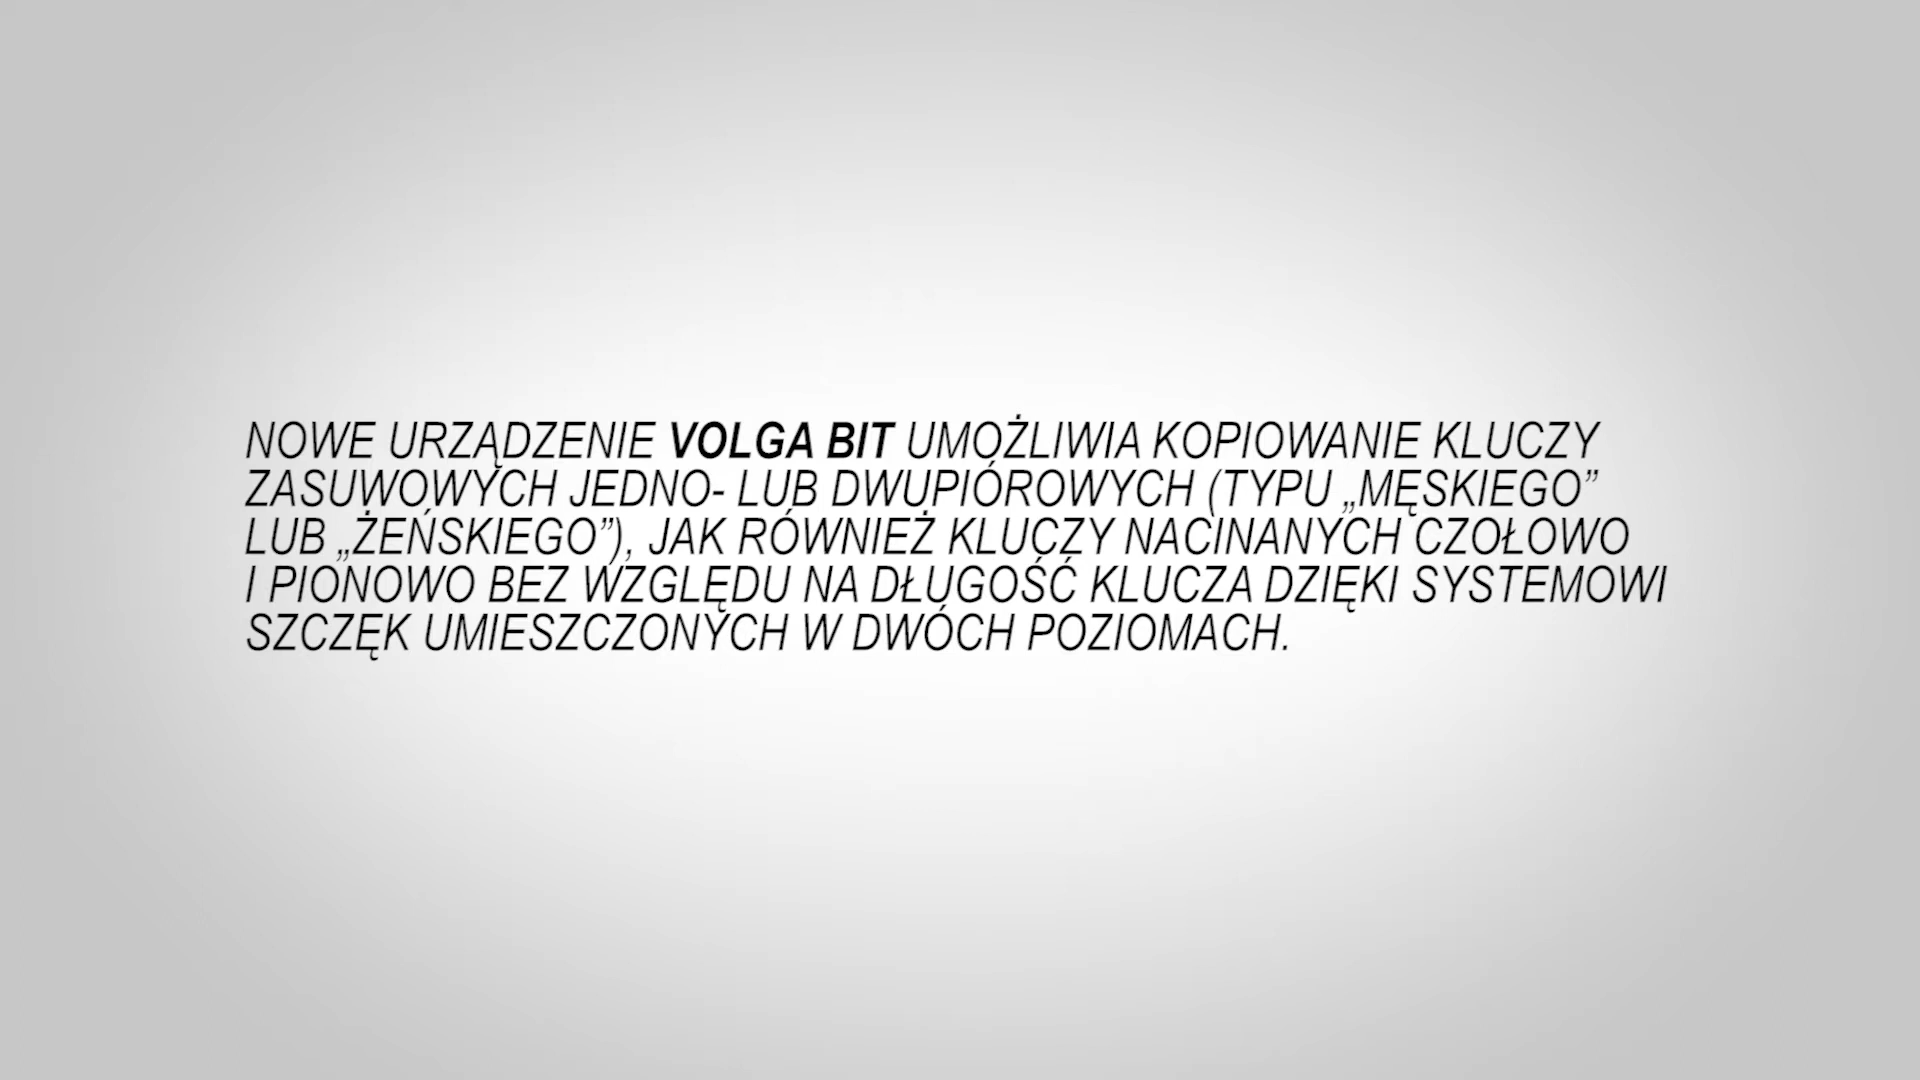 NOWE URZĄDZENIE VOLGA BIT UMOŻLIWIA KOPIOWANIE KLUCZY
ZASUWOWYCH JEDNO- LUB DWUPIÓROWYCH (TYPU „MĘSKIEGO”
LUB „ŻEŃSKIEGO”), JAK RÓWNIEŻ KLUCZY NACINANYCH CZOŁOWO
I PIONOWO BEZ WZGLĘDU NA DŁUGOŚĆ KLUCZA DZIĘKI SYSTEMOWI
SZCZĘK UMIESZCZONYCH W DWÓCH POZIOMACH.